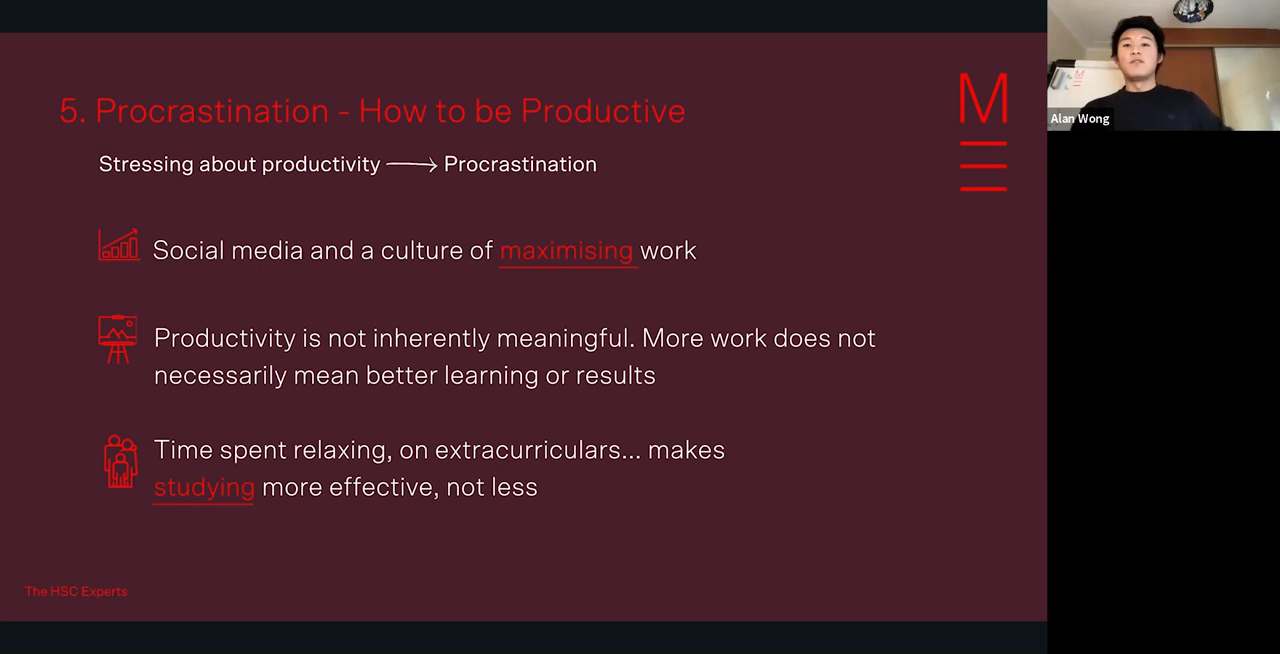 5. Procrastination - How to be Productive
Stressing about productivity ⟶ Procrastination
Social media and a culture of maximising work
Productivity is not inherently meaningful. More work does not
necessarily mean better learning or results
Time spent relaxing, on extracurriculars... makes
studying more effective, not less
The HSC Experts
M
Alan Wong